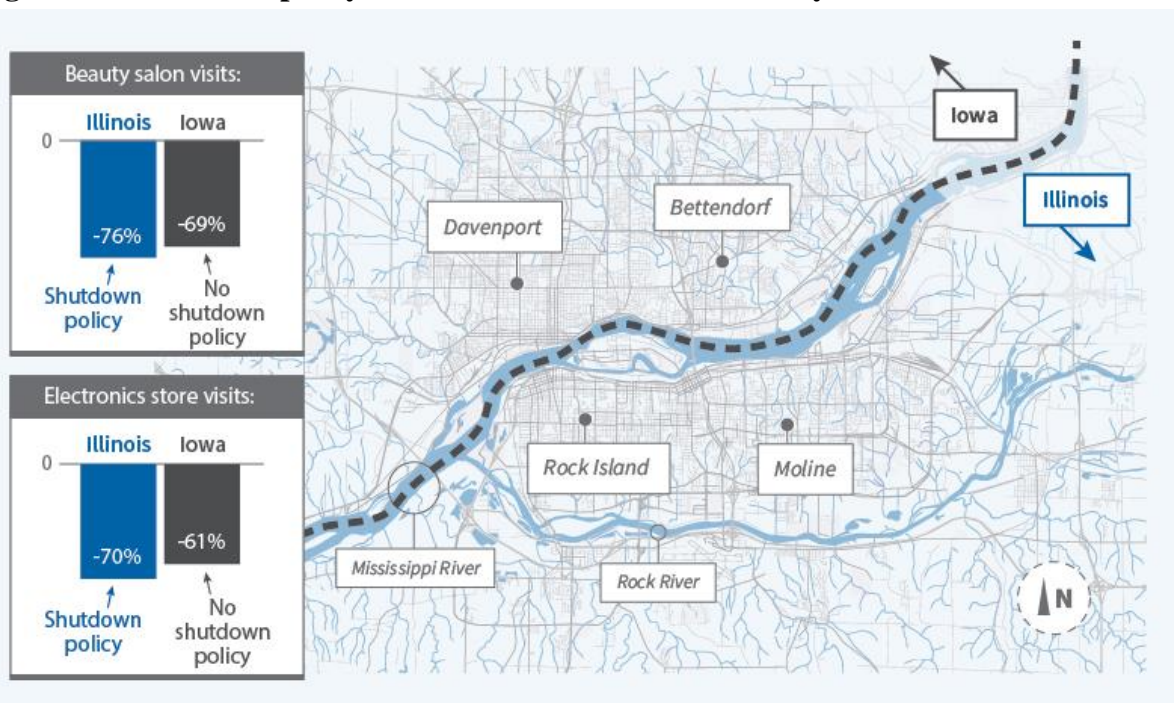 Beauty salon visits:
Illinois Iowa
0
-76%
-69%
Shutdown
policy
No
shutdown
policy
Electronics store visits:
Illinois Iowa
0
-70%
-61%
Shutdown
policy
No
shutdown
policy
Iowa
Illinois
Davenport
Bettendorf
Rock Island
Moline
Mississippi River
Rock River
N